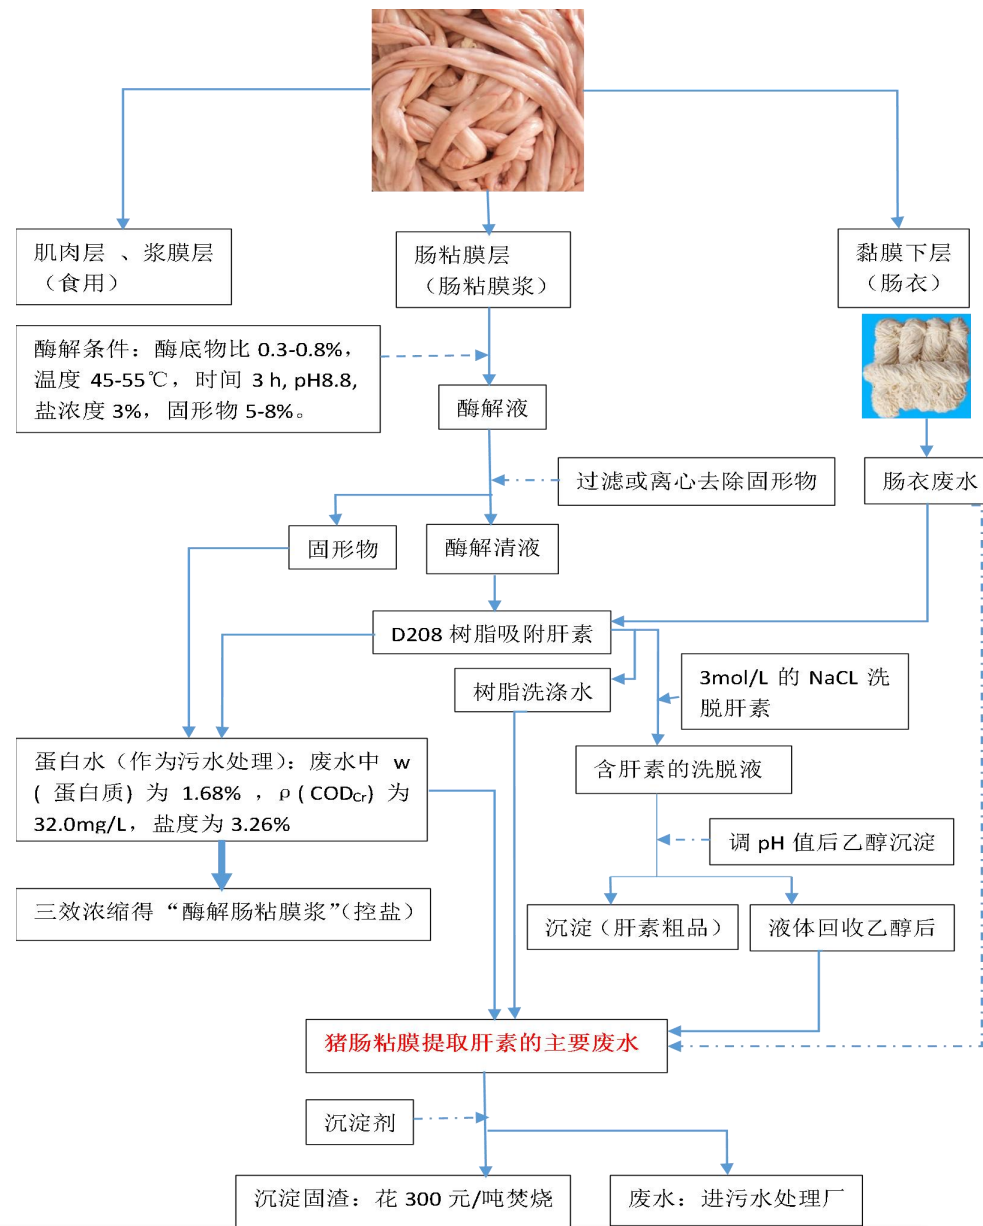 肌肉层 、浆膜层
（食用）
肠粘膜层
（肠粘膜浆）
黏膜下层
（肠衣）
酶解条件：酶底物比 0.3-0.8%，
温度 45-55℃，时间 3 h, pH8.8,
盐浓度 3%，固形物 5-8%。
酶解液
过滤或离心去除固形物
肠衣废水
固形物
酶解清液
D208 树脂吸附肝素
树脂洗涤水
3mol/L 的 NaCL 洗
脱肝素
含肝素的洗脱液
蛋白水（作为污水处理）：废水中 w
( 蛋白质) 为 1.68% ，ρ ( CODCr) 为
32.0mg/L，盐度为 3.26%
调 pH 值后乙醇沉淀
三效浓缩得“酶解肠粘膜浆”（控盐）
沉淀（肝素粗品）
液体回收乙醇后
猪肠粘膜提取肝素的主要废水
沉淀剂
沉淀固渣：花 300 元/吨焚烧
废水：进污水处理厂